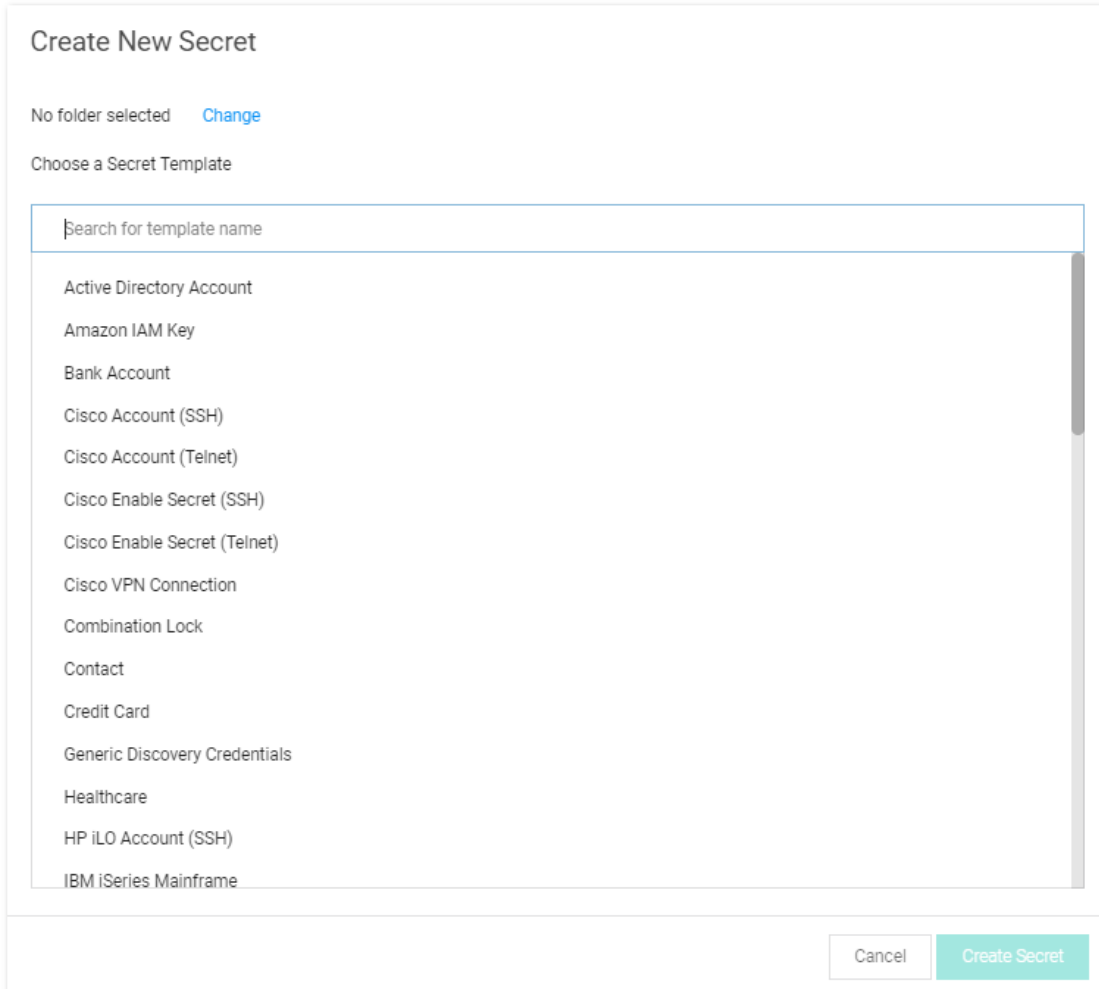 Create New Secret
No folder selected Change
Choose a Secret Template
Search for template name
Active Directory Account
Amazon IAM Key
Bank Account
Cisco Account (SSH)
Cisco Account (Telnet)
Cisco Enable Secret (SSH)
Cisco Enable Secret (Telnet)
Cisco VPN Connection
Combination Lock
Contact
Credit Card
Generic Discovery Credentials
Healthcare
HP iLO Account (SSH)
IBM iSeries Mainframe
Cancel Create Secret